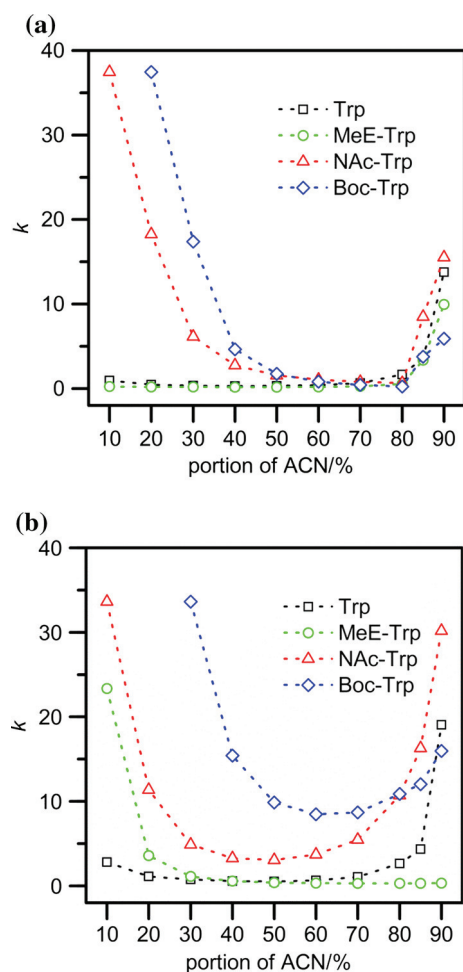 (a)
40
30
20
10
0
k
Trp
MeE-Trp
NAc-Trp
Boc-Trp
10 20 30 40 50 60 70 80 90
portion of ACN/%
(b)
40
30
20
10
0
k
Trp
MeE-Trp
NAc-Trp
Boc-Trp
10 20 30 40 50 60 70 80 90
portion of ACN/%